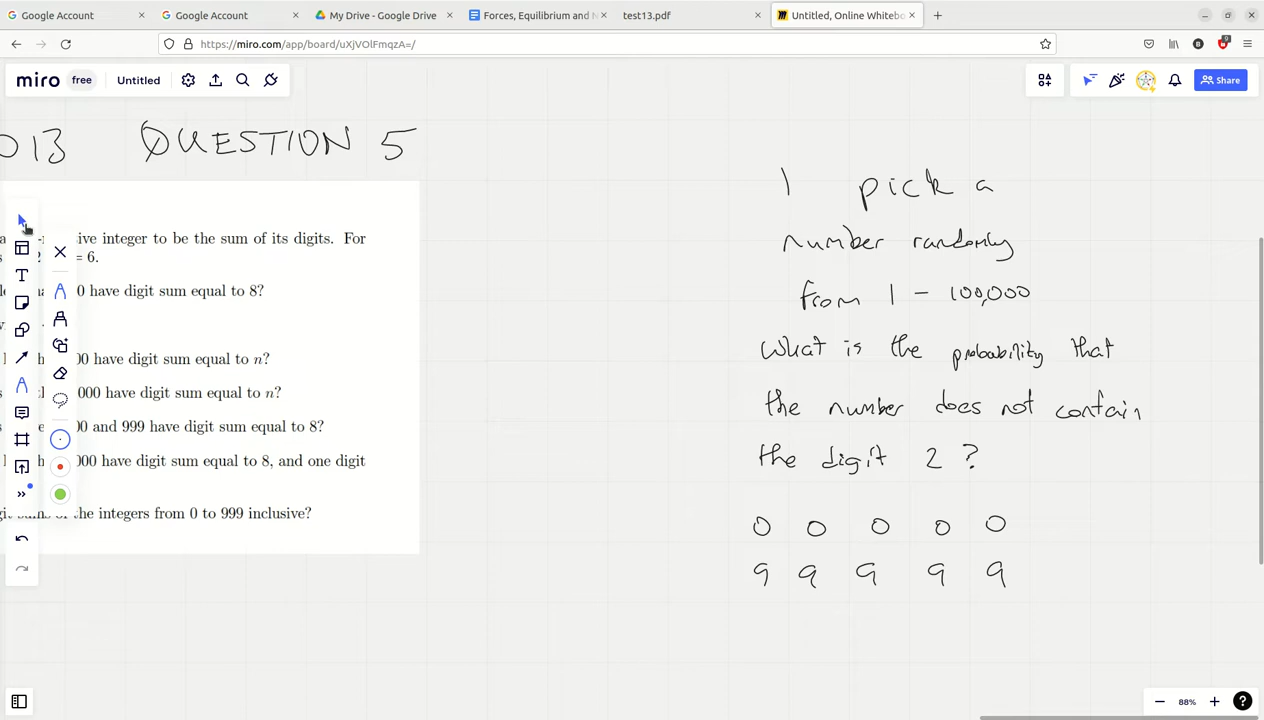 Google Account
Google Account
My Drive - Google Drive
Forces, Equilibrium and N
test13.pdf
Untitled, Online Whitebo
https://miro.com/app/board/uXjVOlFmqzA=/
9
miro free Untitled
Share
013 QUESTION 5
ive integer to be the sum of its digits. For
= 6.
0 have digit sum equal to 8?
00 have digit sum equal to n?
000 have digit sum equal to n?
00 and 999 have digit sum equal to 8?
000 have digit sum equal to 8, and one digit
the integers from 0 to 999 inclusive?
I pick a
number randomly
from 1 - 100,000
What is the probability that
the number does not contain
the digit 2 ?
0 0 0 0 0
9 9 9 9 9
88%